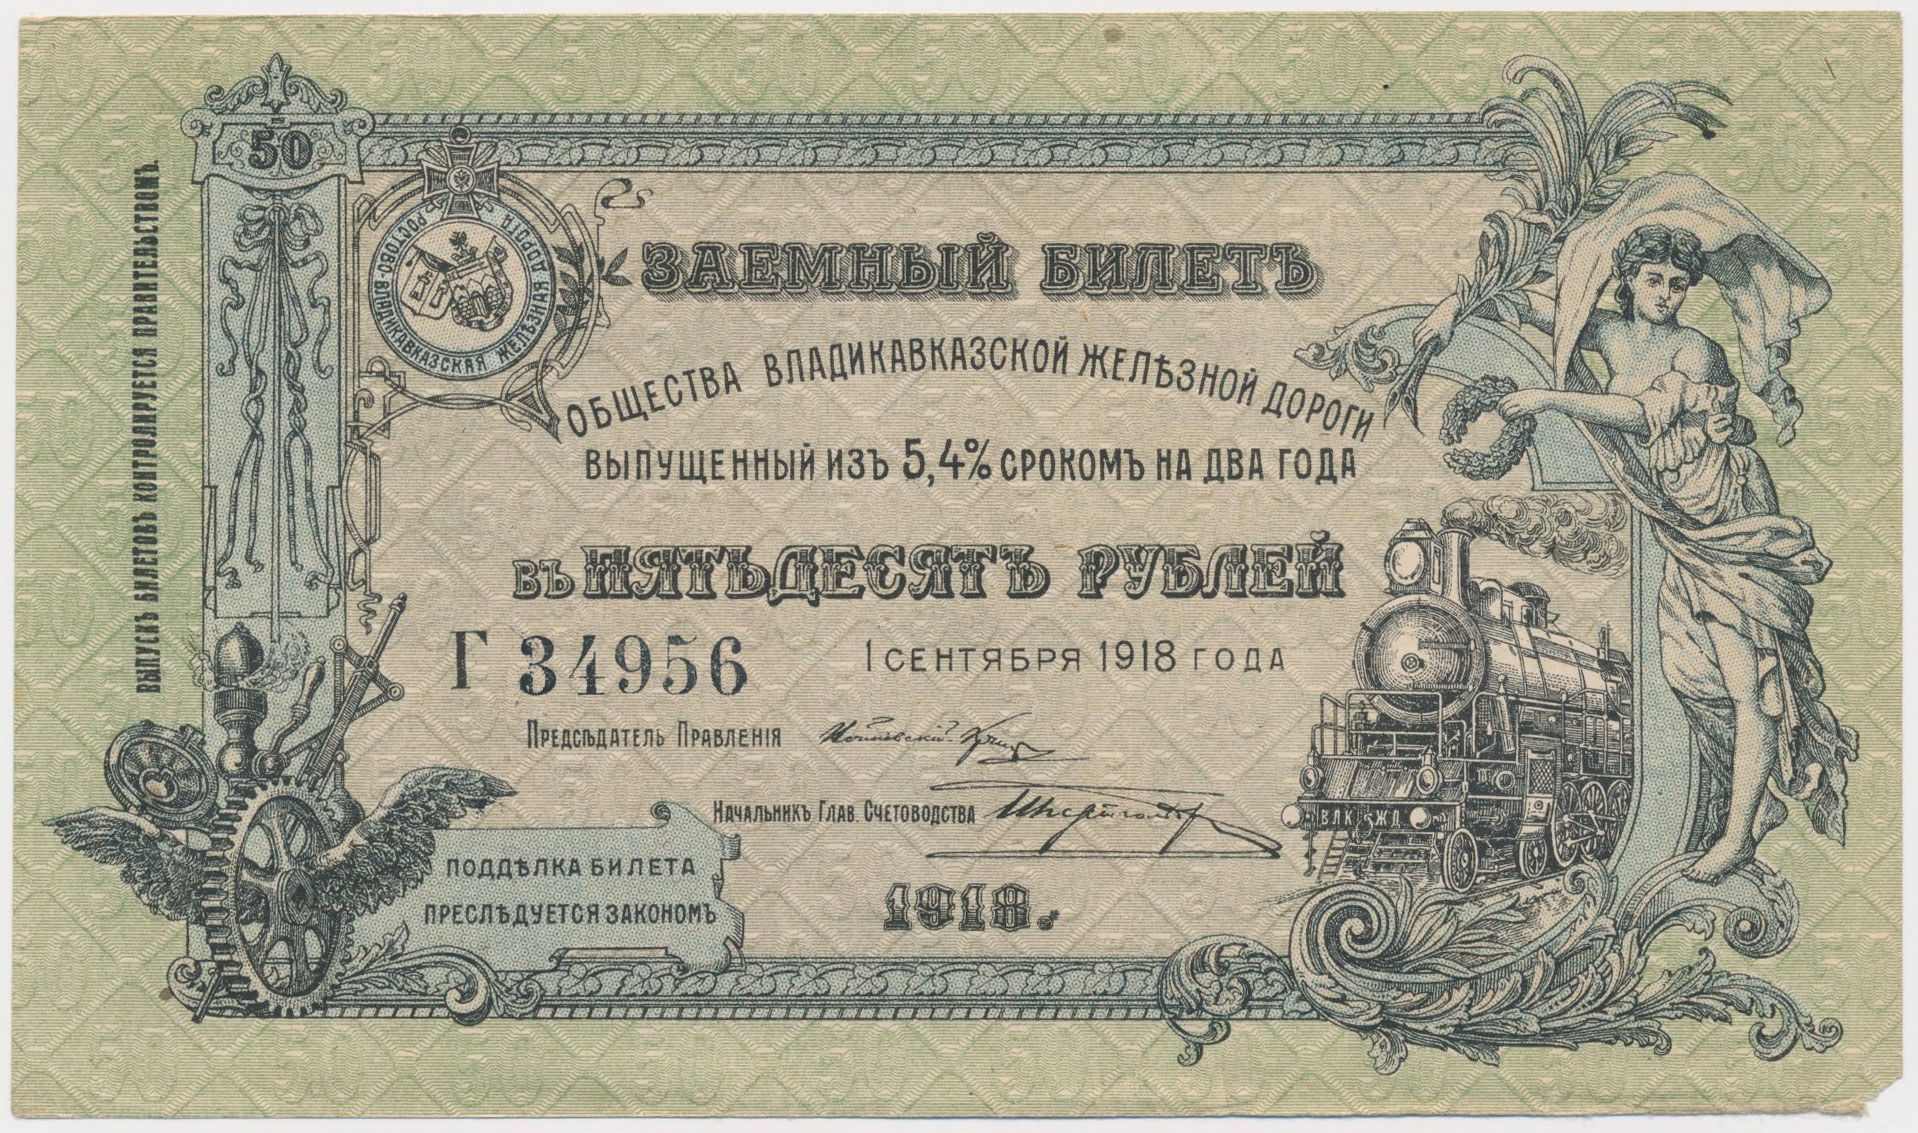 50
ВЫПУСКЪ БИЛЕТОВЪ КОНТРОЛИРУЕТСЯ ПРАВИТЕЛЬСТВОМЪ.
РОСТОВО ВЛАДИКАВКАЗСКАЯ ЖЕЛѢЗНАЯ ДОРОГА
ЗАЕМНЫЙ БИЛЕТЪ
ОБЩЕСТВА ВЛАДИКАВКАЗСКОЙ ЖЕЛѢЗНОЙ ДОРОГИ
ВЫПУЩЕННЫЙ ИЗЪ 5,4% СРОКОМЪ НА ДВА ГОДА
ВЪ ПЯТЬДЕСЯТЪ РУБЛЕЙ
Г 34956
1 СЕНТЯБРЯ 1918 ГОДА
ПРЕДСѢДАТЕЛЬ ПРАВЛЕНІЯ
НАЧАЛЬНИКЪ ГЛАВ. СЧЕТОВОДСТВА
ВЛК ЖД
ПОДДѢЛКА БИЛЕТА
ПРЕСЛѢДУЕТСЯ ЗАКОНОМЪ
1918.